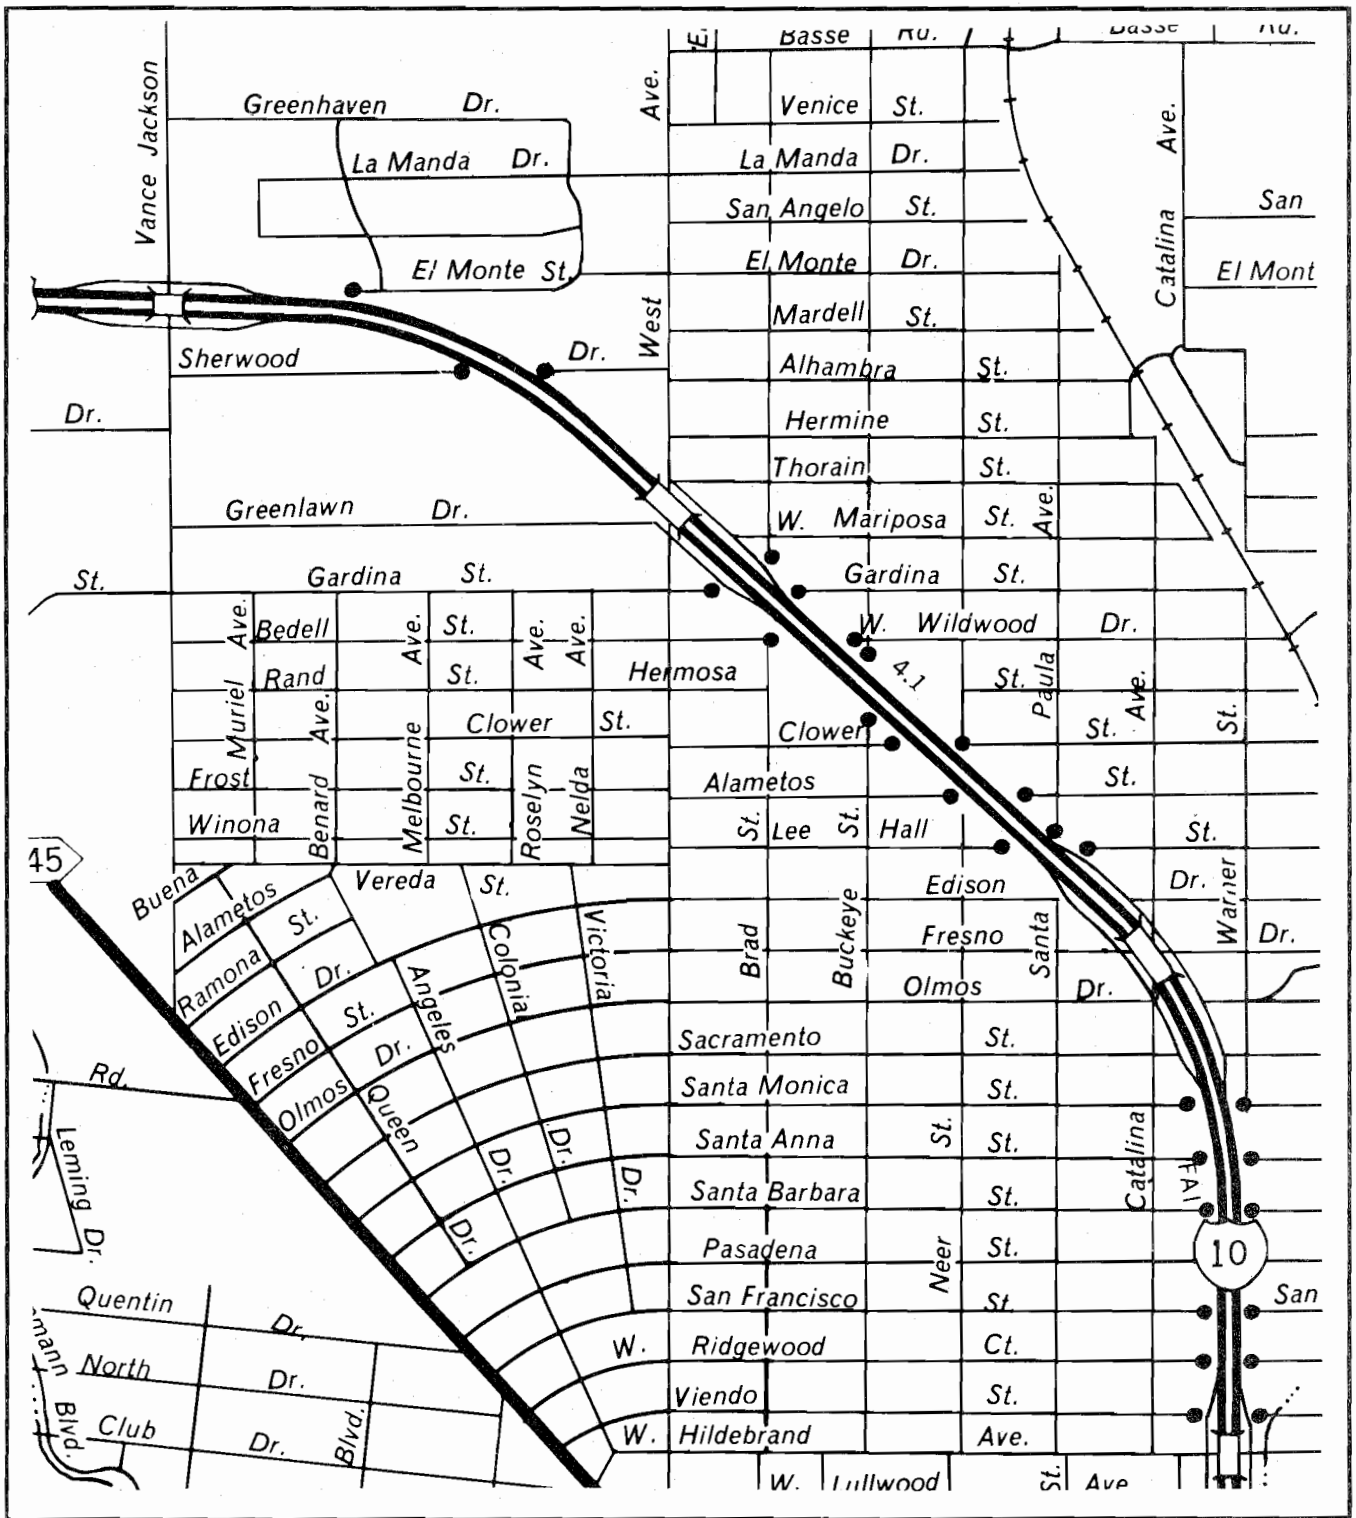 E.
Basse Rd.
Basse Rd.
Vance Jackson
Greenhaven Dr.
Ave.
Venice St.
Catalina Ave.
La Manda Dr.
La Manda Dr.
San Angelo St.
San
El Monte St.
El Monte Dr.
El Mont
West
Mardell St.
Sherwood Dr.
Alhambra St.
Dr.
Hermine St.
Thorain St.
Greenlawn Dr.
W. Mariposa St.
Ave.
St.
Gardina St.
Gardina St.
Muriel Ave.
Bedell St.
Ave.
Ave.
Ave.
W. Wildwood Dr.
Rand St.
Hermosa
4.1
St.
Paula
Ave.
St.
Benard Ave.
Melbourne
Clower St.
Clower St.
Frost St.
Roselyn
Nelda
Alametos St.
Winona St.
St.
Lee
St.
Hall St.
45
Buena
Vereda St.
Edison Dr.
Warner
Alametos St.
Colonia
Victoria
Brad
Buckeye
Fresno Dr.
Santa
Ramona Dr.
Angeles
Olmos Dr.
Edison St.
Sacramento St.
Fresno Dr.
Rd.
Santa Monica St.
Olmos
Queen
Leming Dr.
Dr.
Dr.
Dr.
Dr.
Santa Anna St.
St.
Catalina
FAI
Santa Barbara St.
Pasadena St.
Neer
10
Quentin Dr.
San Francisco St.
San
mann Blvd.
North Dr.
W. Ridgewood Ct.
Viendo St.
Club Dr.
Blvd.
W. Hildebrand Ave.
W. Lullwood Ave
St.